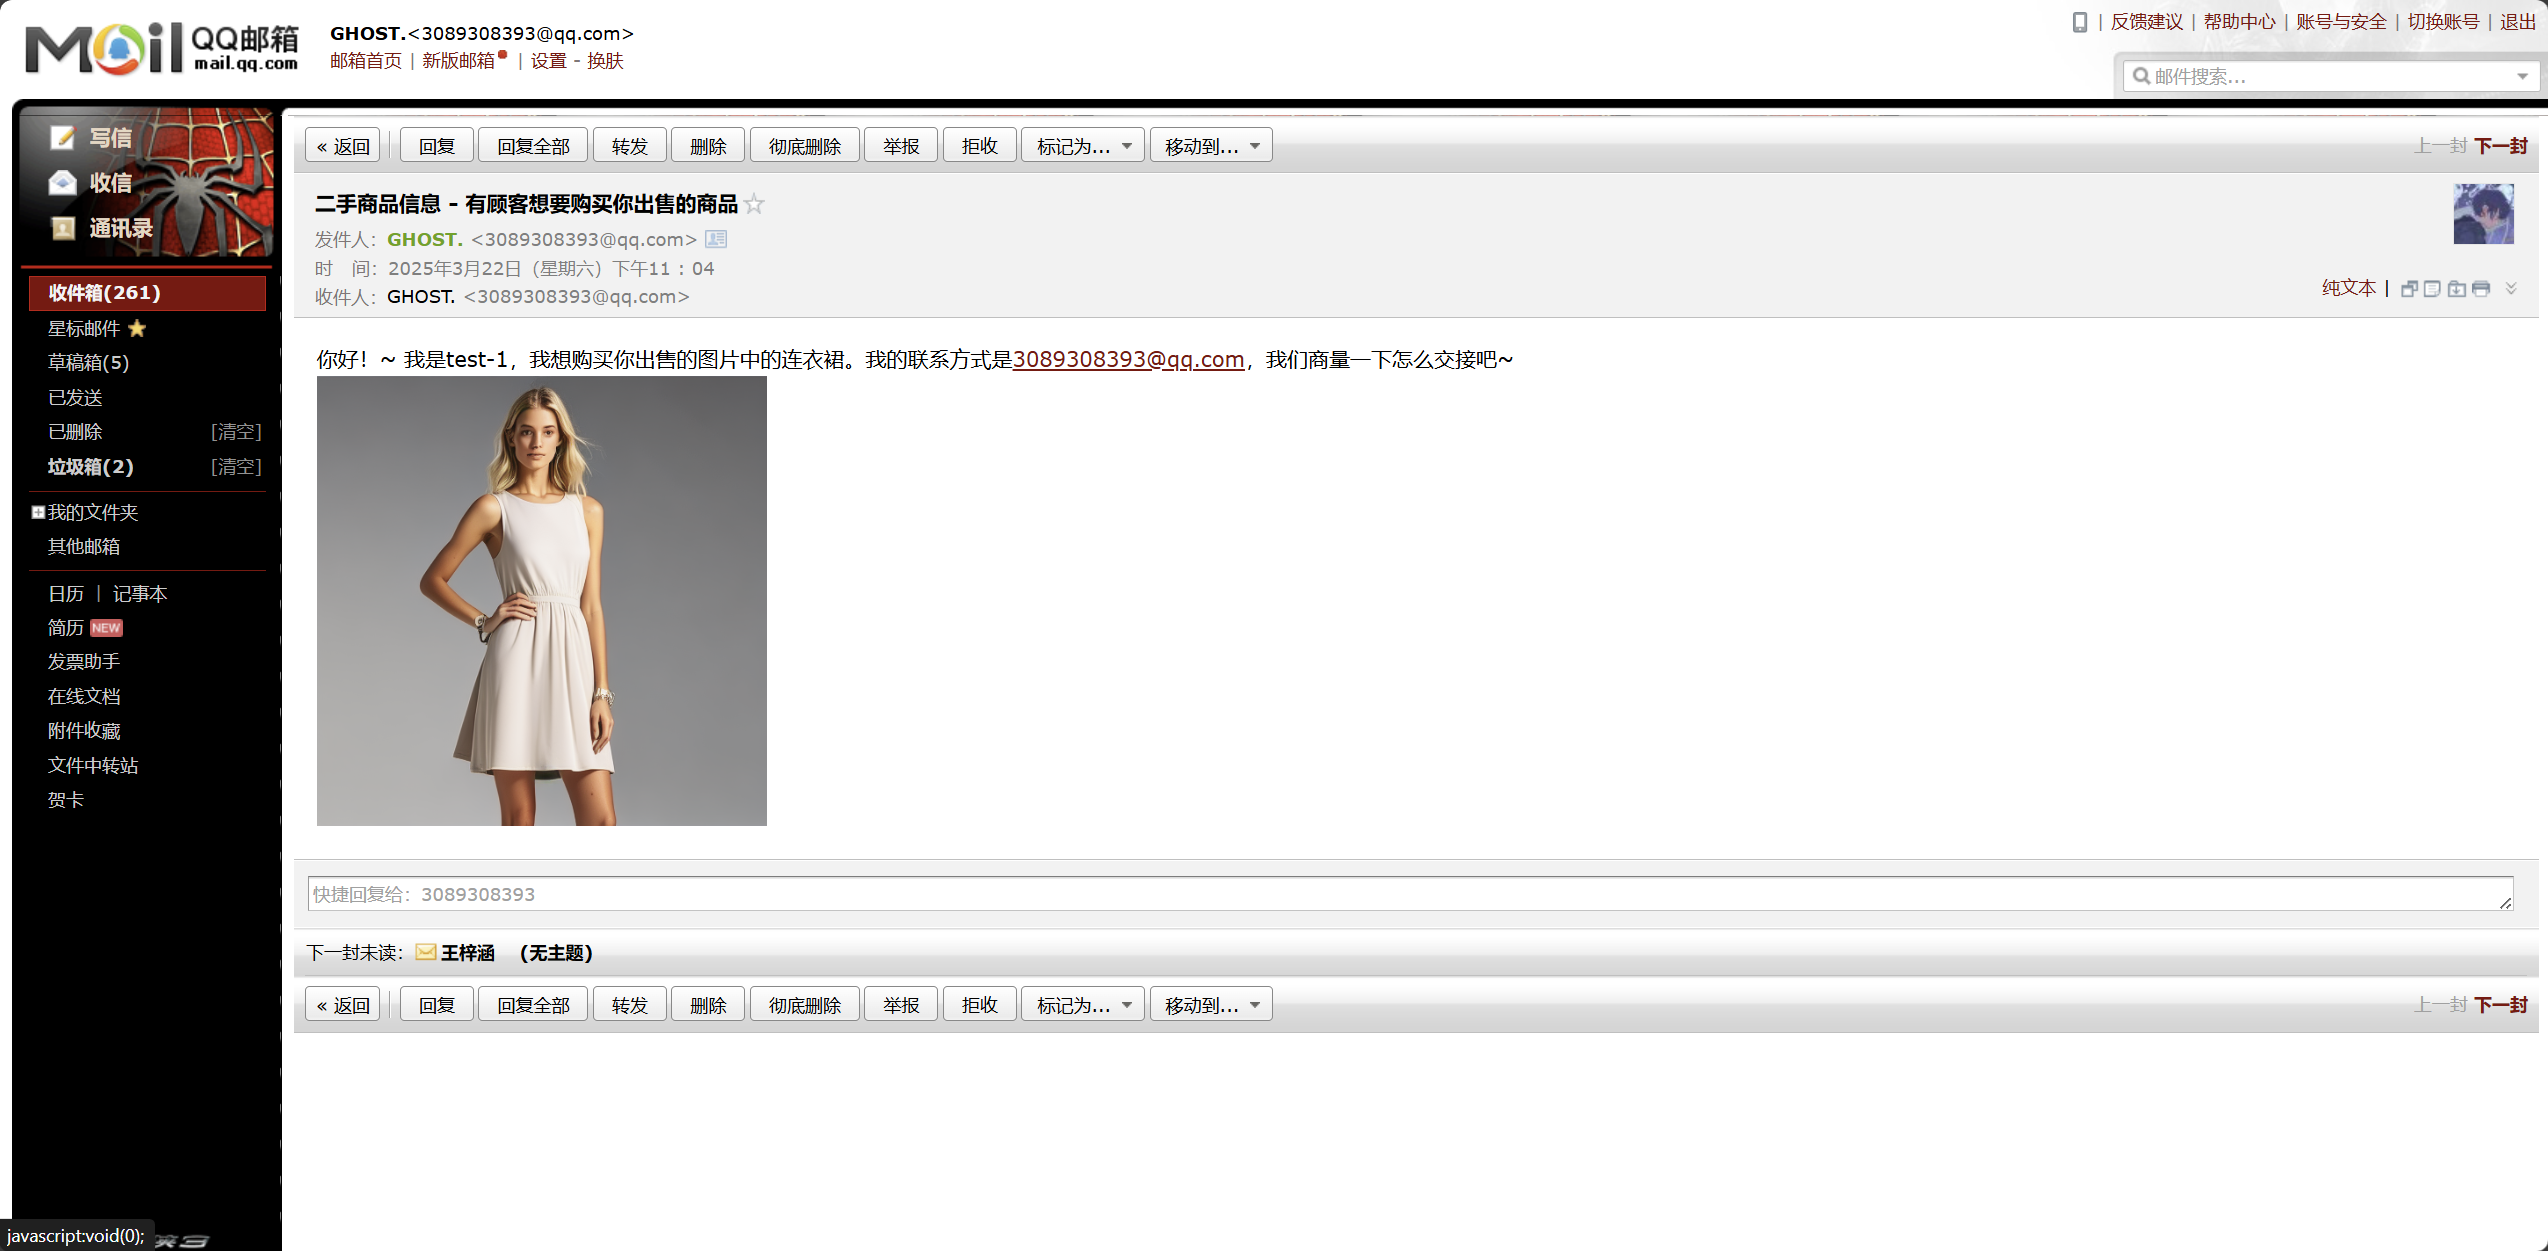 Mail QQ邮箱
mail.qq.com
GHOST.<3089308393@qq.com>
邮箱首页 | 新版邮箱 | 设置 - 换肤
| 反馈建议 | 帮助中心 | 账号与安全 | 切换账号 | 退出
邮件搜索...
写信
收信
通讯录
收件箱(261)
星标邮件
草稿箱(5)
已发送
已删除 [清空]
垃圾箱(2) [清空]
我的文件夹
其他邮箱
日历 | 记事本
简历 NEW
发票助手
在线文档
附件收藏
文件中转站
贺卡
« 返回 回复 回复全部 转发 删除 彻底删除 举报 拒收 标记为... 移动到... 上一封 下一封
二手商品信息 - 有顾客想要购买你出售的商品
发件人：GHOST. <3089308393@qq.com>
时 间：2025年3月22日（星期六）下午11：04
收件人：GHOST. <3089308393@qq.com>
纯文本 |
你好！~ 我是test-1，我想购买你出售的图片中的连衣裙。我的联系方式是3089308393@qq.com，我们商量一下怎么交接吧~
快捷回复给：3089308393
下一封未读： 王梓涵 （无主题）
« 返回 回复 回复全部 转发 删除 彻底删除 举报 拒收 标记为... 移动到... 上一封 下一封
javascript:void(0);